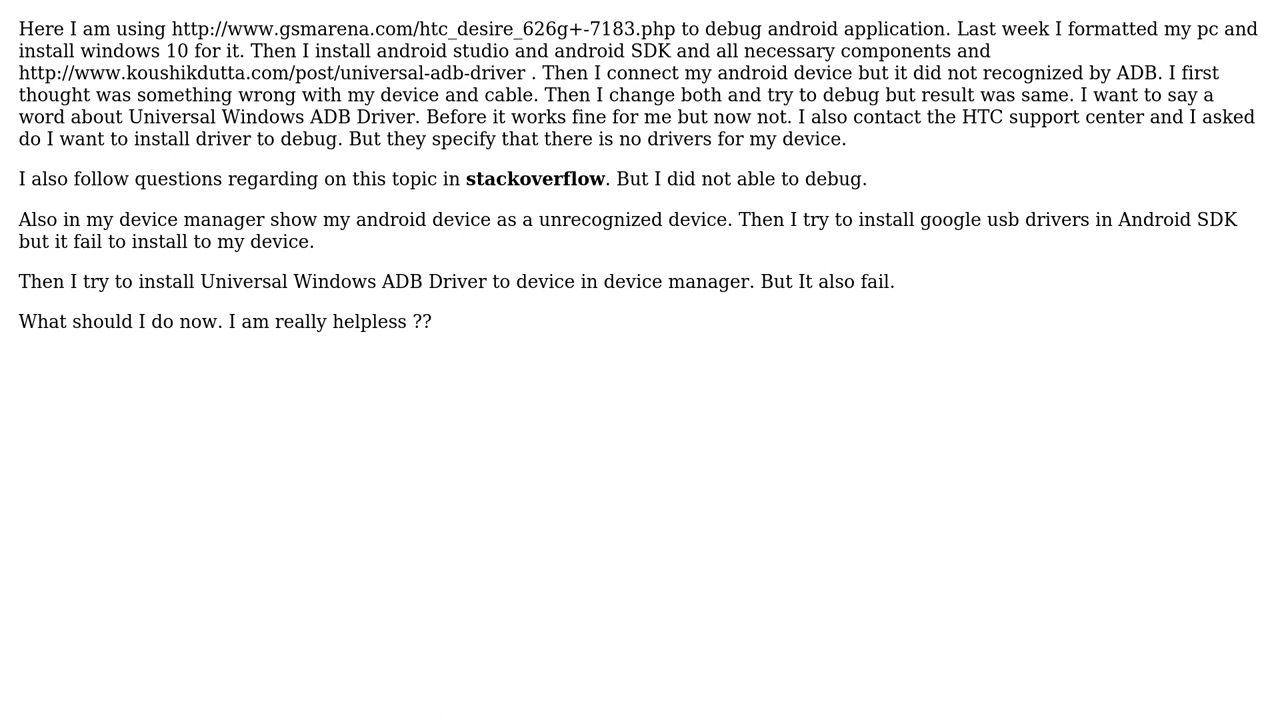 Here I am using http://www.gsmarena.com/htc_desire_626g+-7183.php to debug android application. Last week I formatted my pc and
install windows 10 for it. Then I install android studio and android SDK and all necessary components and
http://www.koushikdutta.com/post/universal-adb-driver . Then I connect my android device but it did not recognized by ADB. I first
thought was something wrong with my device and cable. Then I change both and try to debug but result was same. I want to say a
word about Universal Windows ADB Driver. Before it works fine for me but now not. I also contact the HTC support center and I asked
do I want to install driver to debug. But they specify that there is no drivers for my device.
I also follow questions regarding on this topic in stackoverflow. But I did not able to debug.
Also in my device manager show my android device as a unrecognized device. Then I try to install google usb drivers in Android SDK
but it fail to install to my device.
Then I try to install Universal Windows ADB Driver to device in device manager. But It also fail.
What should I do now. I am really helpless ??